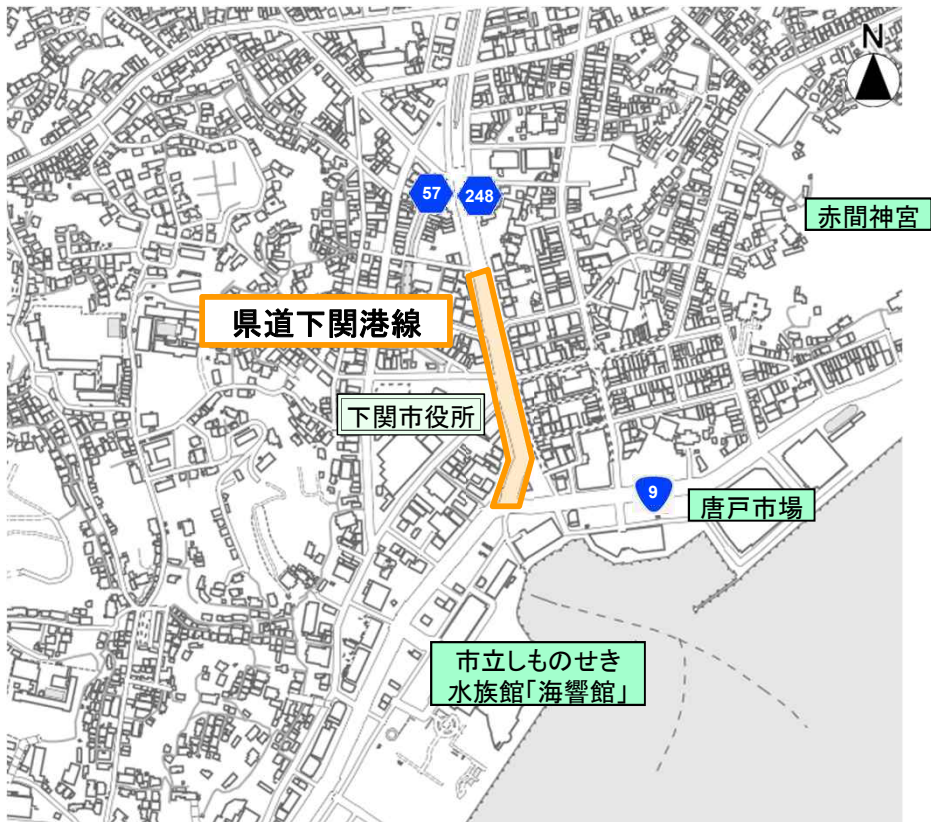 N
57
248
赤間神宮
県道下関港線
下関市役所
9
唐戸市場
市立しものせき
水族館「海響館」